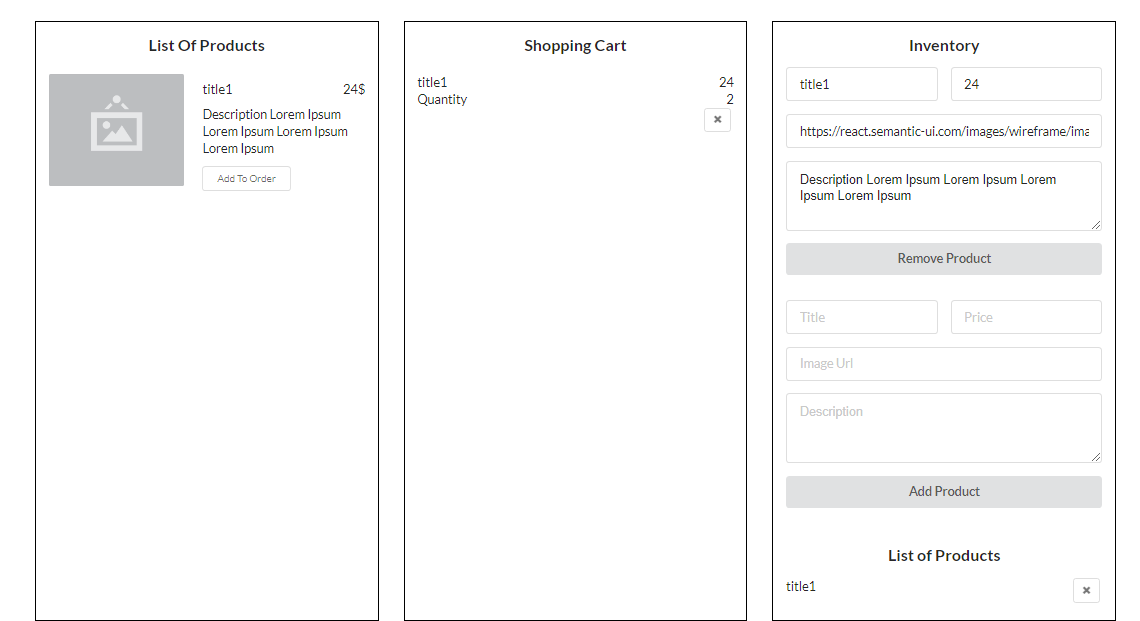 List Of Products
title1 24$
Description Lorem Ipsum
Lorem Ipsum Lorem Ipsum
Lorem Ipsum
Add To Order
Shopping Cart
title1 24
Quantity 2
Inventory
title1 24
https://react.semantic-ui.com/images/wireframe/ima
Description Lorem Ipsum Lorem Ipsum Lorem
Ipsum Lorem Ipsum
Remove Product
Title Price
Image Url
Description
Add Product
List of Products
title1